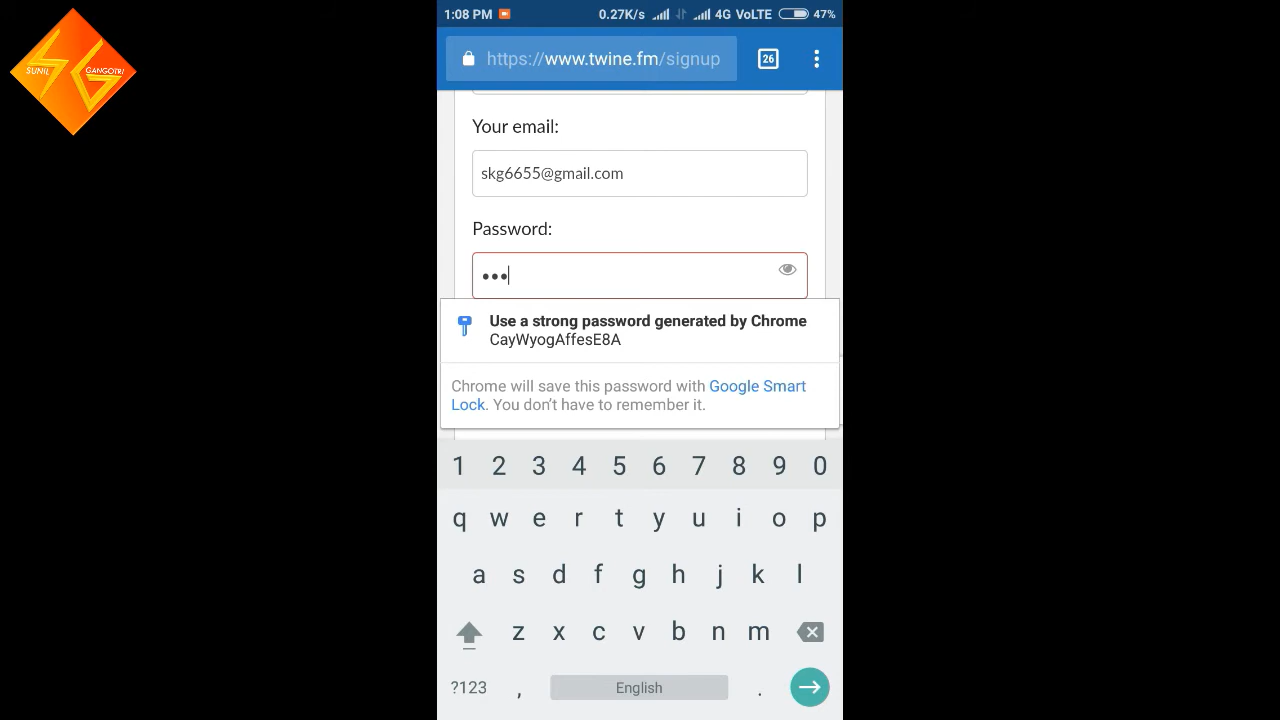 SUNIL
GANGOTRI
1:08 PM 0.27K/s 4G VoLTE 47%
https://www.twine.fm/signup 26
Your email:
skg6655@gmail.com
Password:
•••
Use a strong password generated by Chrome
CayWyogAffesE8A
Chrome will save this password with Google Smart
Lock. You don't have to remember it.
1 2 3 4 5 6 7 8 9 0
q w e r t y u i o p
a s d f g h j k l
z x c v b n m
?123 , English .